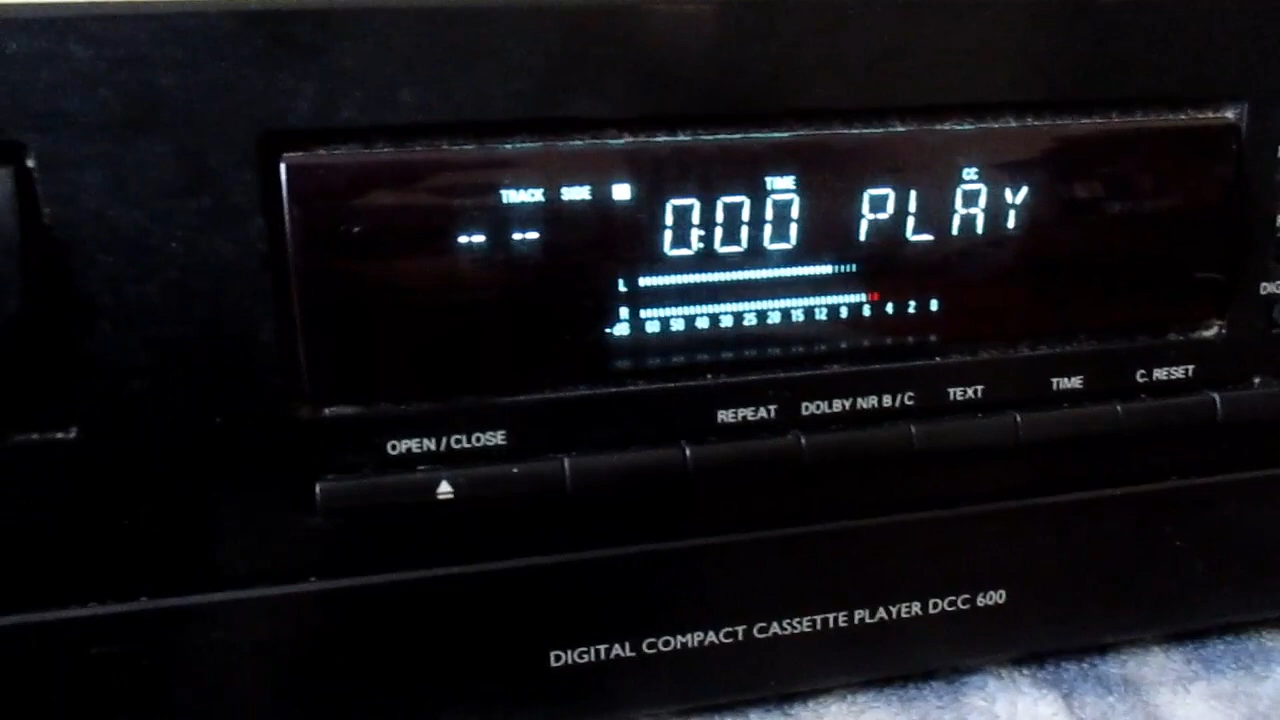 TRACK SIDE
TIME CC
-- -- 0:00 PLAY
L
R
-dB 60 50 40 30 25 20 15 12 9 6 4 2 0
OPEN / CLOSE REPEAT DOLBY NR B / C TEXT TIME C. RESET
DIGITAL COMPACT CASSETTE PLAYER DCC 600